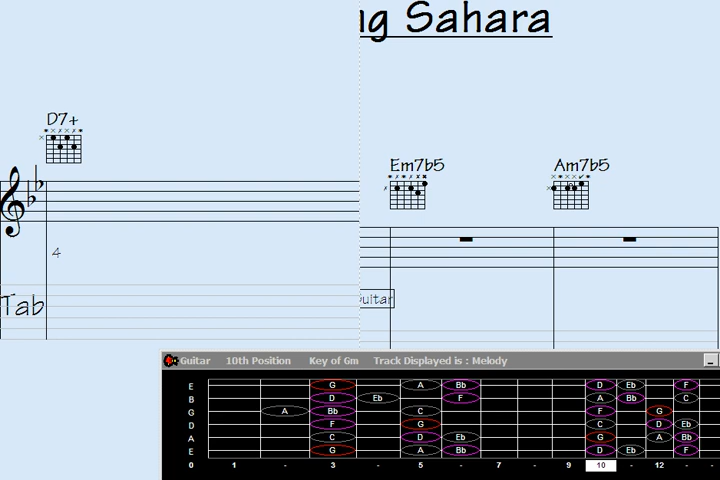 Sahara
D7+
Em7b5
Am7b5
4
Tab
Guitar 10th Position Key of Gm Track Displayed is : Melody
E G A Bb D Eb F
B D Eb F A Bb C
G A Bb C F G
D F G C D Eb
A C D Eb G A Bb
E G A Bb D Eb F
0 1 - 3 - 5 - 7 - 9 10 - 12 - -